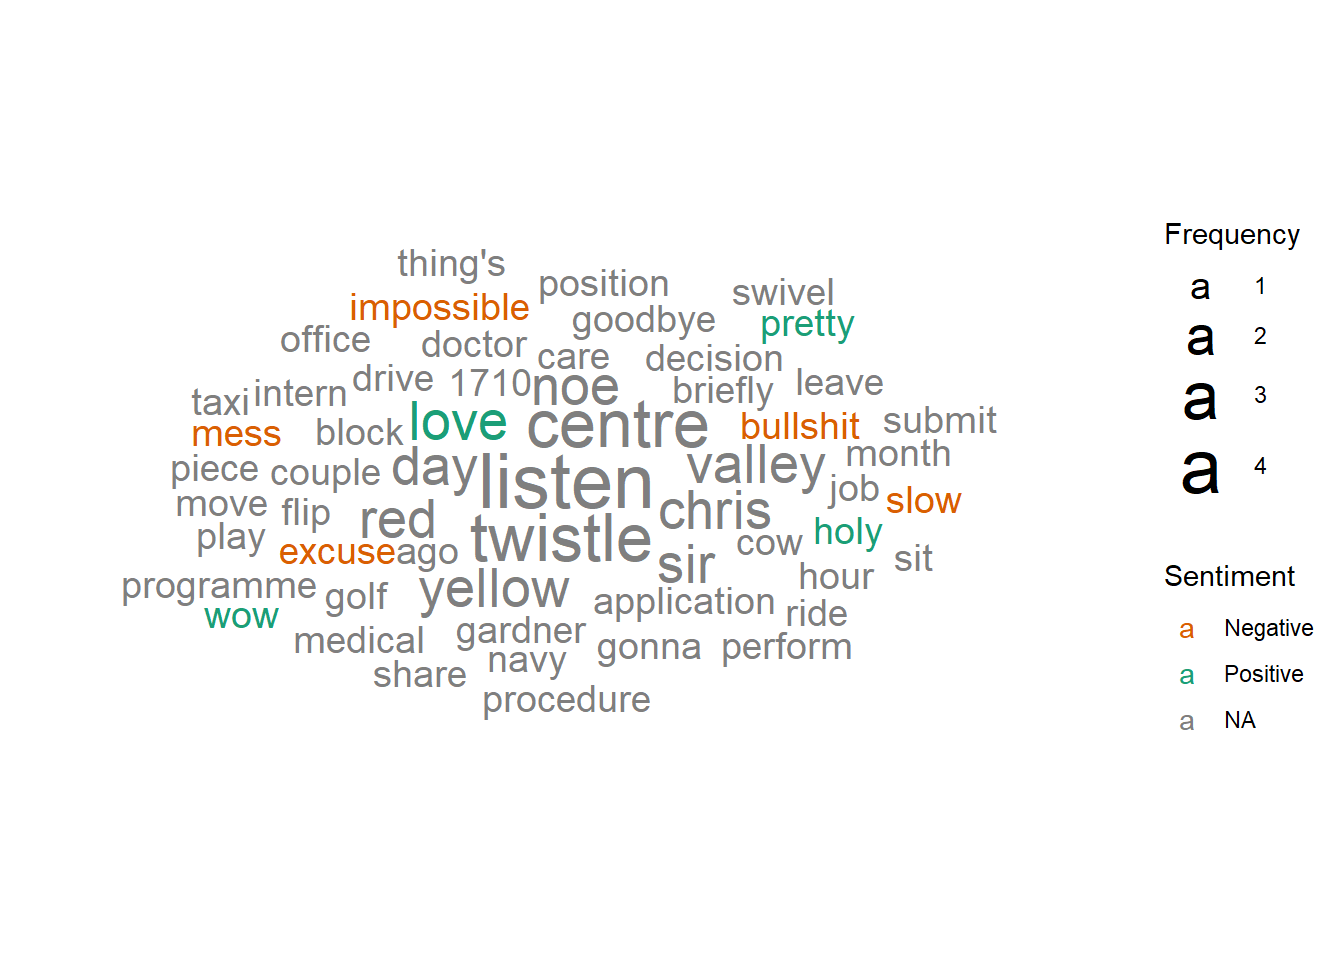 thing's
position
swivel
impossible
goodbye
pretty
office
doctor
care
decision
drive
1710
noe
briefly
leave
taxi
intern
love
centre
bullshit
submit
mess
block
day
listen
valley
month
piece
couple
job
slow
move
flip
red
twistle
chris
holy
play
excuse
ago
sir
cow
sit
programme
golf
yellow
application
hour
ride
wow
medical
gardner
gonna
perform
share
navy
procedure
Frequency
a 1
a 2
a 3
a 4
Sentiment
a Negative
a Positive
a NA